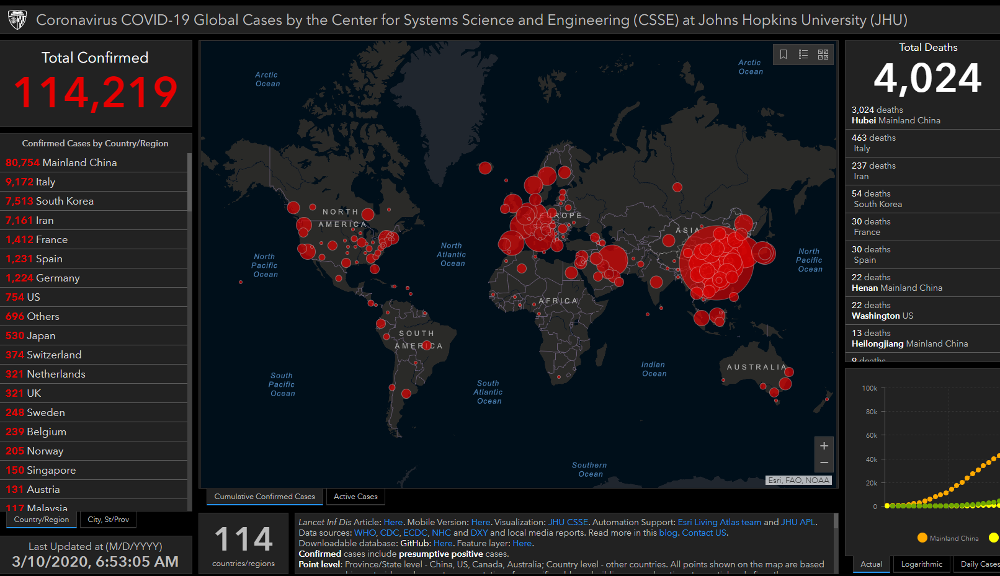 Coronavirus COVID-19 Global Cases by the Center for Systems Science and Engineering (CSSE) at Johns Hopkins University (JHU)
Total Confirmed
114,219
Confirmed Cases by Country/Region
80,754 Mainland China
9,172 Italy
7,513 South Korea
7,161 Iran
1,412 France
1,231 Spain
1,224 Germany
754 US
696 Others
530 Japan
374 Switzerland
321 Netherlands
321 UK
248 Sweden
239 Belgium
205 Norway
150 Singapore
131 Austria
117 Malaysia
Country/Region
City, St/Prov
Last Updated at (M/D/YYYY)
3/10/2020, 6:53:05 AM
Arctic
Ocean
Arctic
Ocean
NORTH
AMERICA
EUROPE
ASIA
North
Pacific
Ocean
North
Atlantic
Ocean
North
Pacific
Ocean
AFRICA
SOUTH
AMERICA
Indian
Ocean
AUSTRALIA
South
Pacific
Ocean
South
Atlantic
Ocean
Southern
Ocean
+
−
Esri, FAO, NOAA
Cumulative Confirmed Cases
Active Cases
114
countries/regions
Lancet Inf Dis Article: Here. Mobile Version: Here. Visualization: JHU CSSE. Automation Support: Esri Living Atlas team and JHU APL.
Data sources: WHO, CDC, ECDC, NHC and DXY and local media reports. Read more in this blog. Contact US.
Downloadable database: GitHub: Here. Feature layer: Here.
Confirmed cases include presumptive positive cases.
Point level: Province/State level - China, US, Canada, Australia; Country level - other countries. All points shown on the map are based
Total Deaths
4,024
3,024 deaths
Hubei Mainland China
463 deaths
Italy
237 deaths
Iran
54 deaths
South Korea
30 deaths
France
30 deaths
Spain
22 deaths
Henan Mainland China
22 deaths
Washington US
13 deaths
Heilongjiang Mainland China
deaths
100k
80k
60k
40k
20k
0
Mainland China
Actual
Logarithmic
Daily Cases